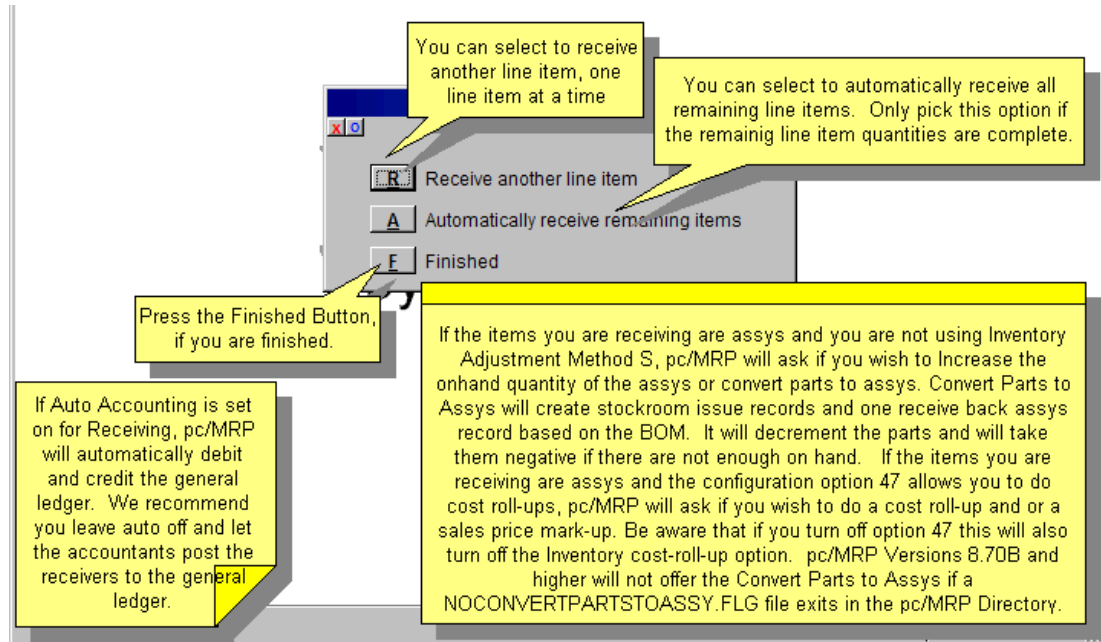 You can select to receive
another line item, one
line item at a time
You can select to automatically receive all
remaining line items. Only pick this option if
the remainig line item quantities are complete.
X O
R Receive another line item
A Automatically receive remaining items
F Finished
Press the Finished Button,
if you are finished.
If the items you are receiving are assys and you are not using Inventory
Adjustment Method S, pc/MRP will ask if you wish to Increase the
onhand quantity of the assys or convert parts to assys. Convert Parts to
Assys will create stockroom issue records and one receive back assys
record based on the BOM. It will decrement the parts and will take
them negative if there are not enough on hand. If the items you are
receiving are assys and the configuration option 47 allows you to do
cost roll-ups, pc/MRP will ask if you wish to do a cost roll-up and or a
sales price mark-up. Be aware that if you turn off option 47 this will also
turn off the Inventory cost-roll-up option. pc/MRP Versions 8.70B and
higher will not offer the Convert Parts to Assys if a
NOCONVERTPARTSTOASSY.FLG file exits in the pc/MRP Directory.
If Auto Accounting is set
on for Receiving, pc/MRP
will automatically debit
and credit the general
ledger. We recommend
you leave auto off and let
the accountants post the
receivers to the general
ledger.